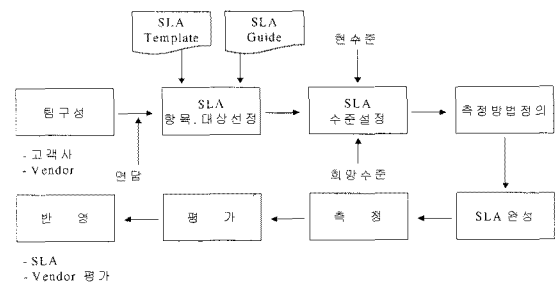 SLA
Template
SLA
Guide
현수준
팀구성
SLA
항목, 대상선정
SLA
수준설정
측정방법정의
- 고객사
- Vendor
면담
희망수준
반 영
평 가
측 정
SLA 완성
- SLA
- Vendor 평가